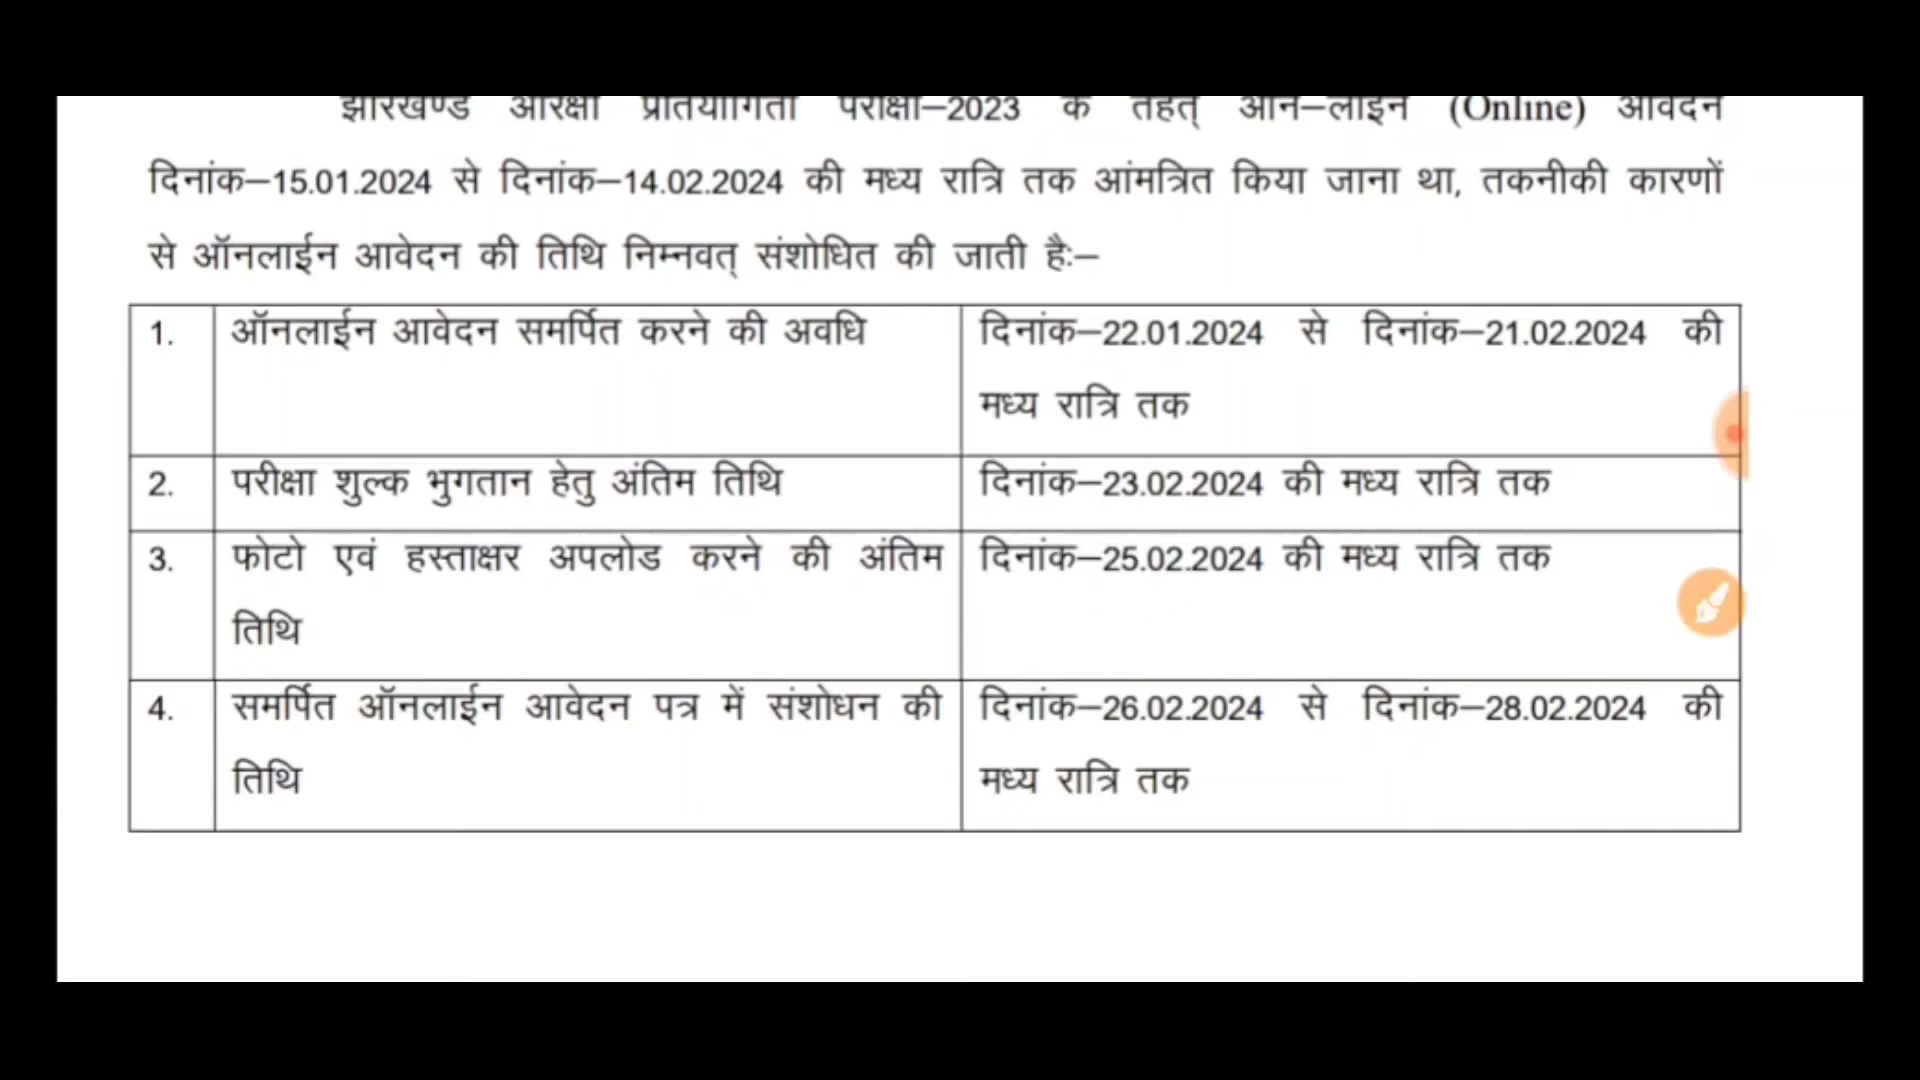 झारखण्ड आरक्षी प्रतियोगिता परीक्षा–2023 के तहत् ऑन–लाइन (Online) आवेदन
दिनांक–15.01.2024 से दिनांक–14.02.2024 की मध्य रात्रि तक आंमत्रित किया जाना था, तकनीकी कारणों
से ऑनलाईन आवेदन की तिथि निम्नवत् संशोधित की जाती हैः–
1. ऑनलाईन आवेदन समर्पित करने की अवधि दिनांक–22.01.2024 से दिनांक–21.02.2024 की
मध्य रात्रि तक
2. परीक्षा शुल्क भुगतान हेतु अंतिम तिथि दिनांक–23.02.2024 की मध्य रात्रि तक
3. फोटो एवं हस्ताक्षर अपलोड करने की अंतिम दिनांक–25.02.2024 की मध्य रात्रि तक
तिथि
4. समर्पित ऑनलाईन आवेदन पत्र में संशोधन की दिनांक–26.02.2024 से दिनांक–28.02.2024 की
तिथि मध्य रात्रि तक